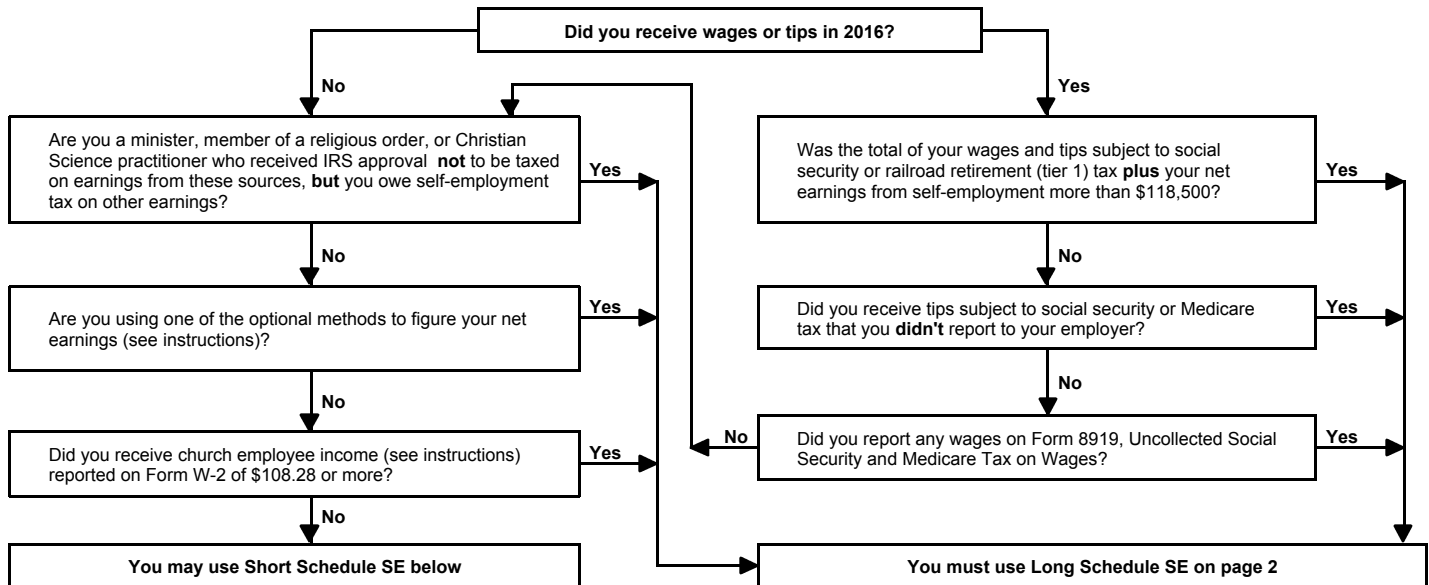 Did you receive wages or tips in 2016?
No
Yes
Are you a minister, member of a religious order, or Christian
Science practitioner who received IRS approval not to be taxed
on earnings from these sources, but you owe self-employment
tax on other earnings?
Yes
Was the total of your wages and tips subject to social
security or railroad retirement (tier 1) tax plus your net
earnings from self-employment more than $118,500?
Yes
No
No
Are you using one of the optional methods to figure your net
earnings (see instructions)?
Yes
Did you receive tips subject to social security or Medicare
tax that you didn't report to your employer?
Yes
No
No
Did you receive church employee income (see instructions)
reported on Form W-2 of $108.28 or more?
Yes
No
Did you report any wages on Form 8919, Uncollected Social
Security and Medicare Tax on Wages?
Yes
No
You may use Short Schedule SE below
You must use Long Schedule SE on page 2